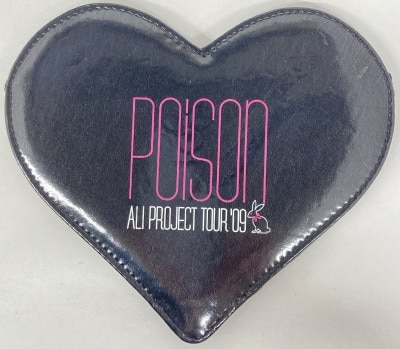 POiSON
ALI PROJECT TOUR '09